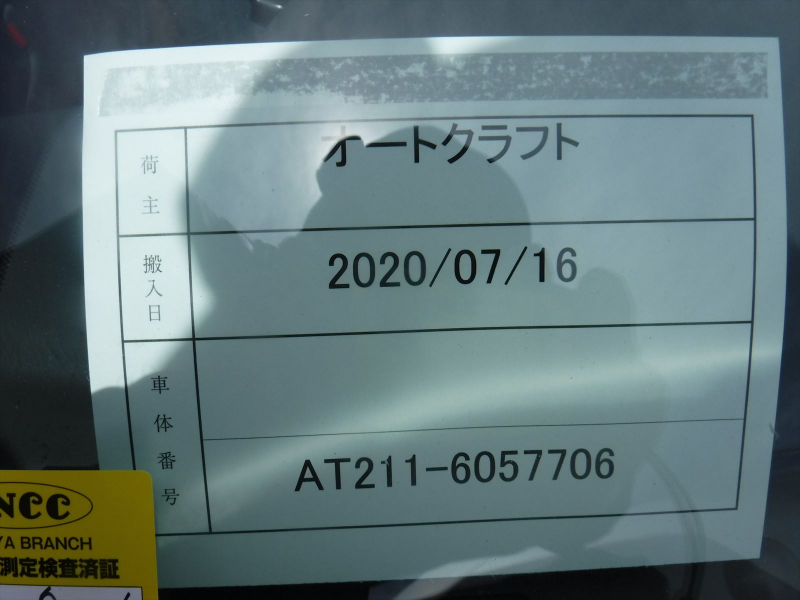 荷主 オートクラフト
搬入日 2020/07/16
車体番号 AT211-6057706
NCC
YA BRANCH
測定検査済証